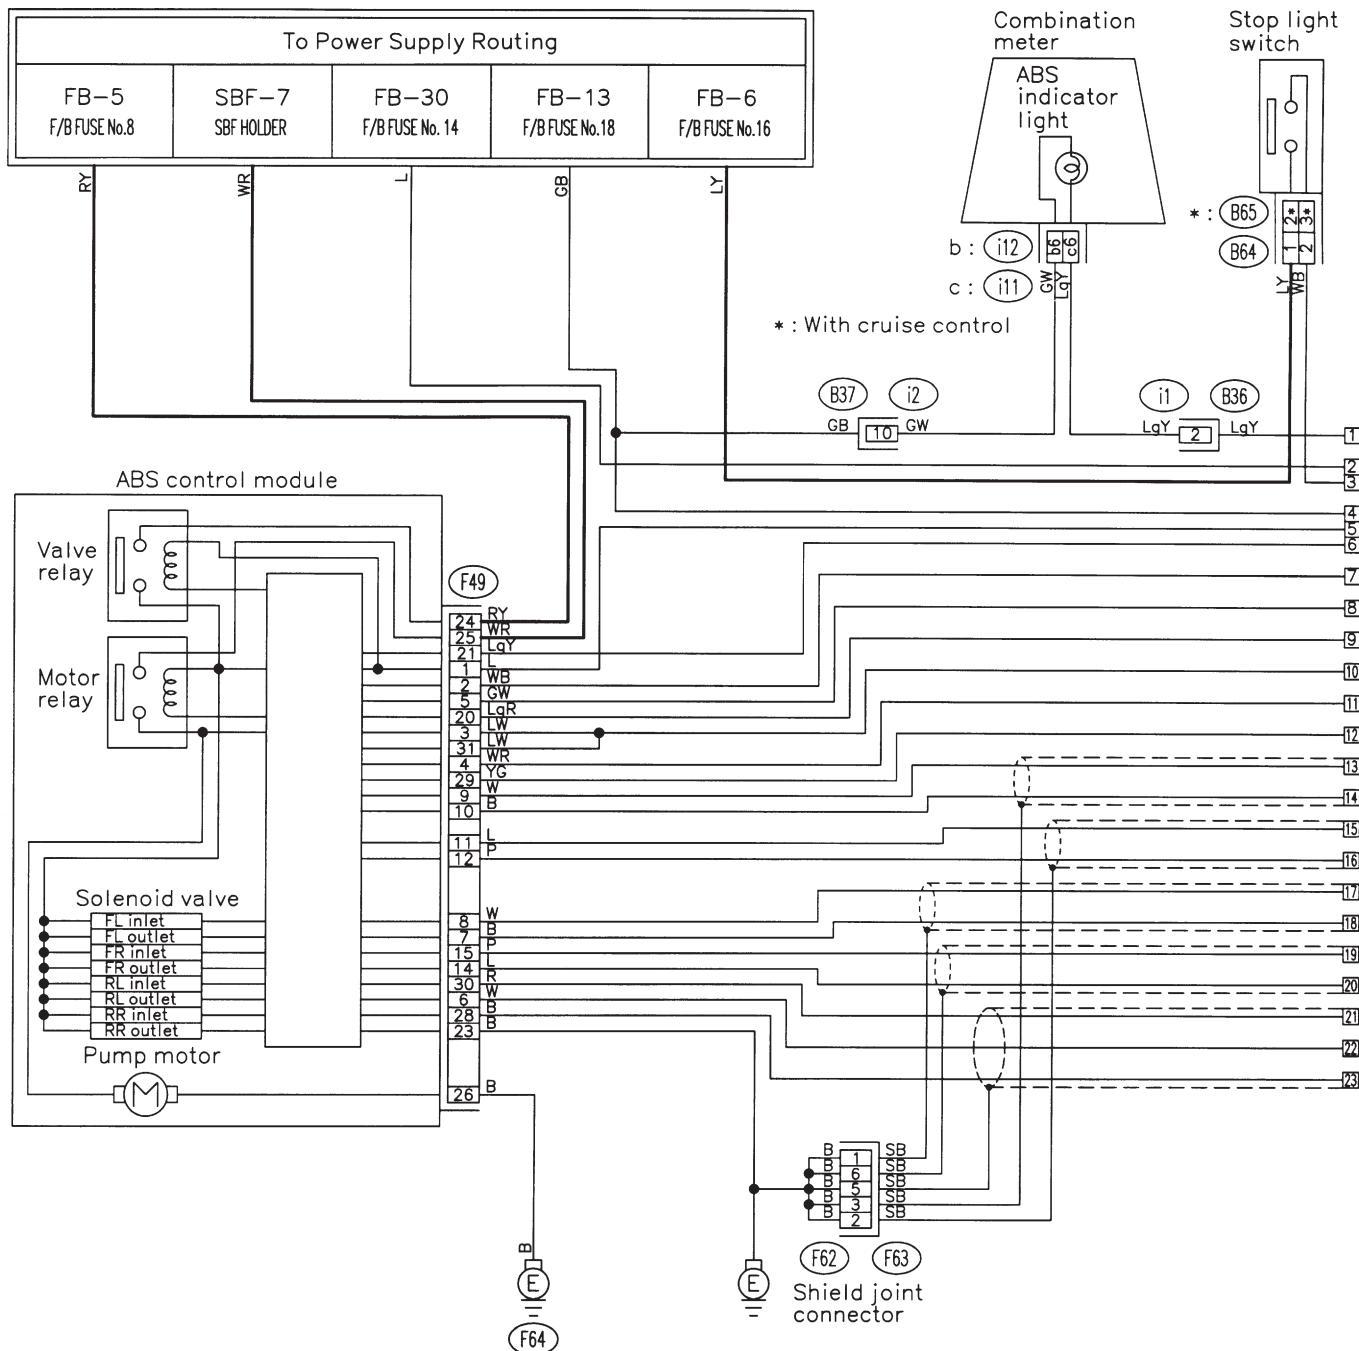 To Power Supply Routing
FB-5
F/B FUSE No.8
SBF-7
SBF HOLDER
FB-30
F/B FUSE No. 14
FB-13
F/B FUSE No.18
FB-6
F/B FUSE No.16
RY
WR
L
GB
LY
Combination
meter
ABS
indicator
light
Stop light
switch
b : i12
b6
c6
c : i11
GW
LgY
* : B65
2*
3*
B64
1
2
LY
WB
* : With cruise control
B37
i2
GB
10
GW
i1
B36
LgY
2
LgY
1
2
3
4
5
6
7
8
9
10
11
12
13
14
15
16
17
18
19
20
21
22
23
ABS control module
Valve
relay
Motor
relay
F49
24 RY
25 WR
21 LgY
1 L
2 WB
5 GW
20 LgR
3 LW
31 LW
4 WR
29 YG
9 W
10 B
11 L
12 P
8 W
7 B
15 P
14 L
30 R
6 W
28 B
23 B
26 B
Solenoid valve
FL inlet
FL outlet
FR inlet
FR outlet
RL inlet
RL outlet
RR inlet
RR outlet
Pump motor
M
B 1 SB
B 6 SB
B 5 SB
B 3 SB
B 2 SB
F62
F63
Shield joint
connector
B
E
F64
E